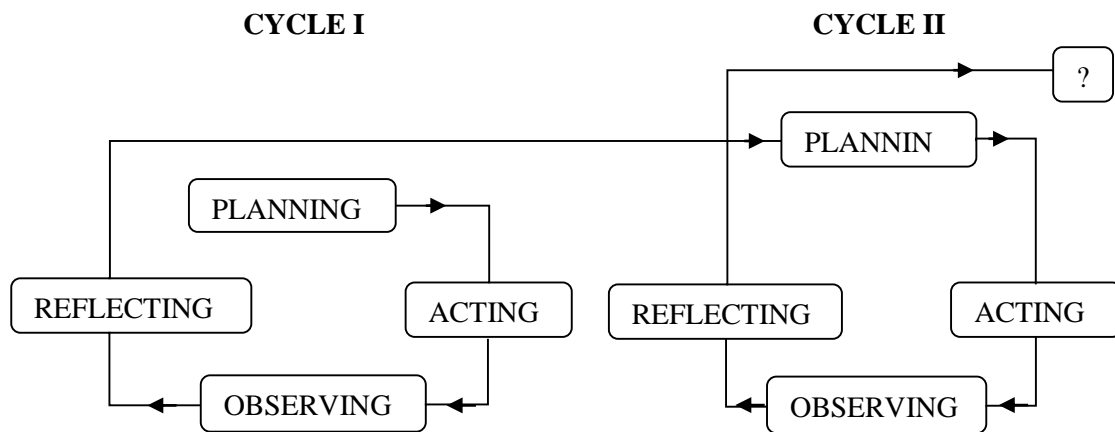 CYCLE I
CYCLE II
?
PLANNIN
PLANNING
REFLECTING
ACTING
REFLECTING
ACTING
OBSERVING
OBSERVING